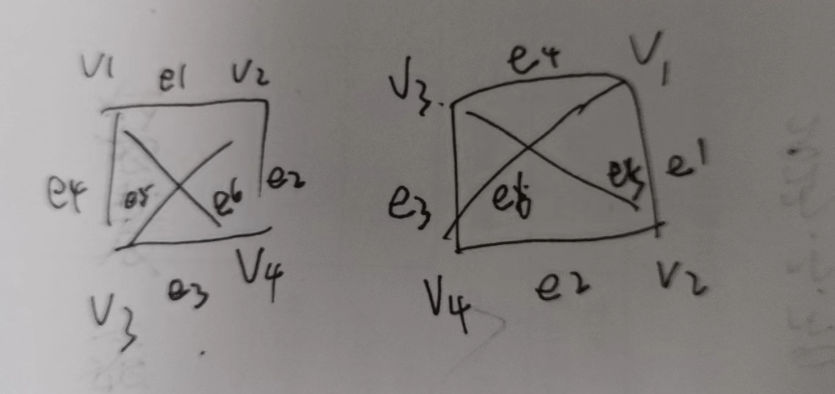 V1 e1 V2
e4 e5 e6 e2
V3 e3 V4
V3 e4 V1
e3 e6 e5 e1
V4 e2 V2